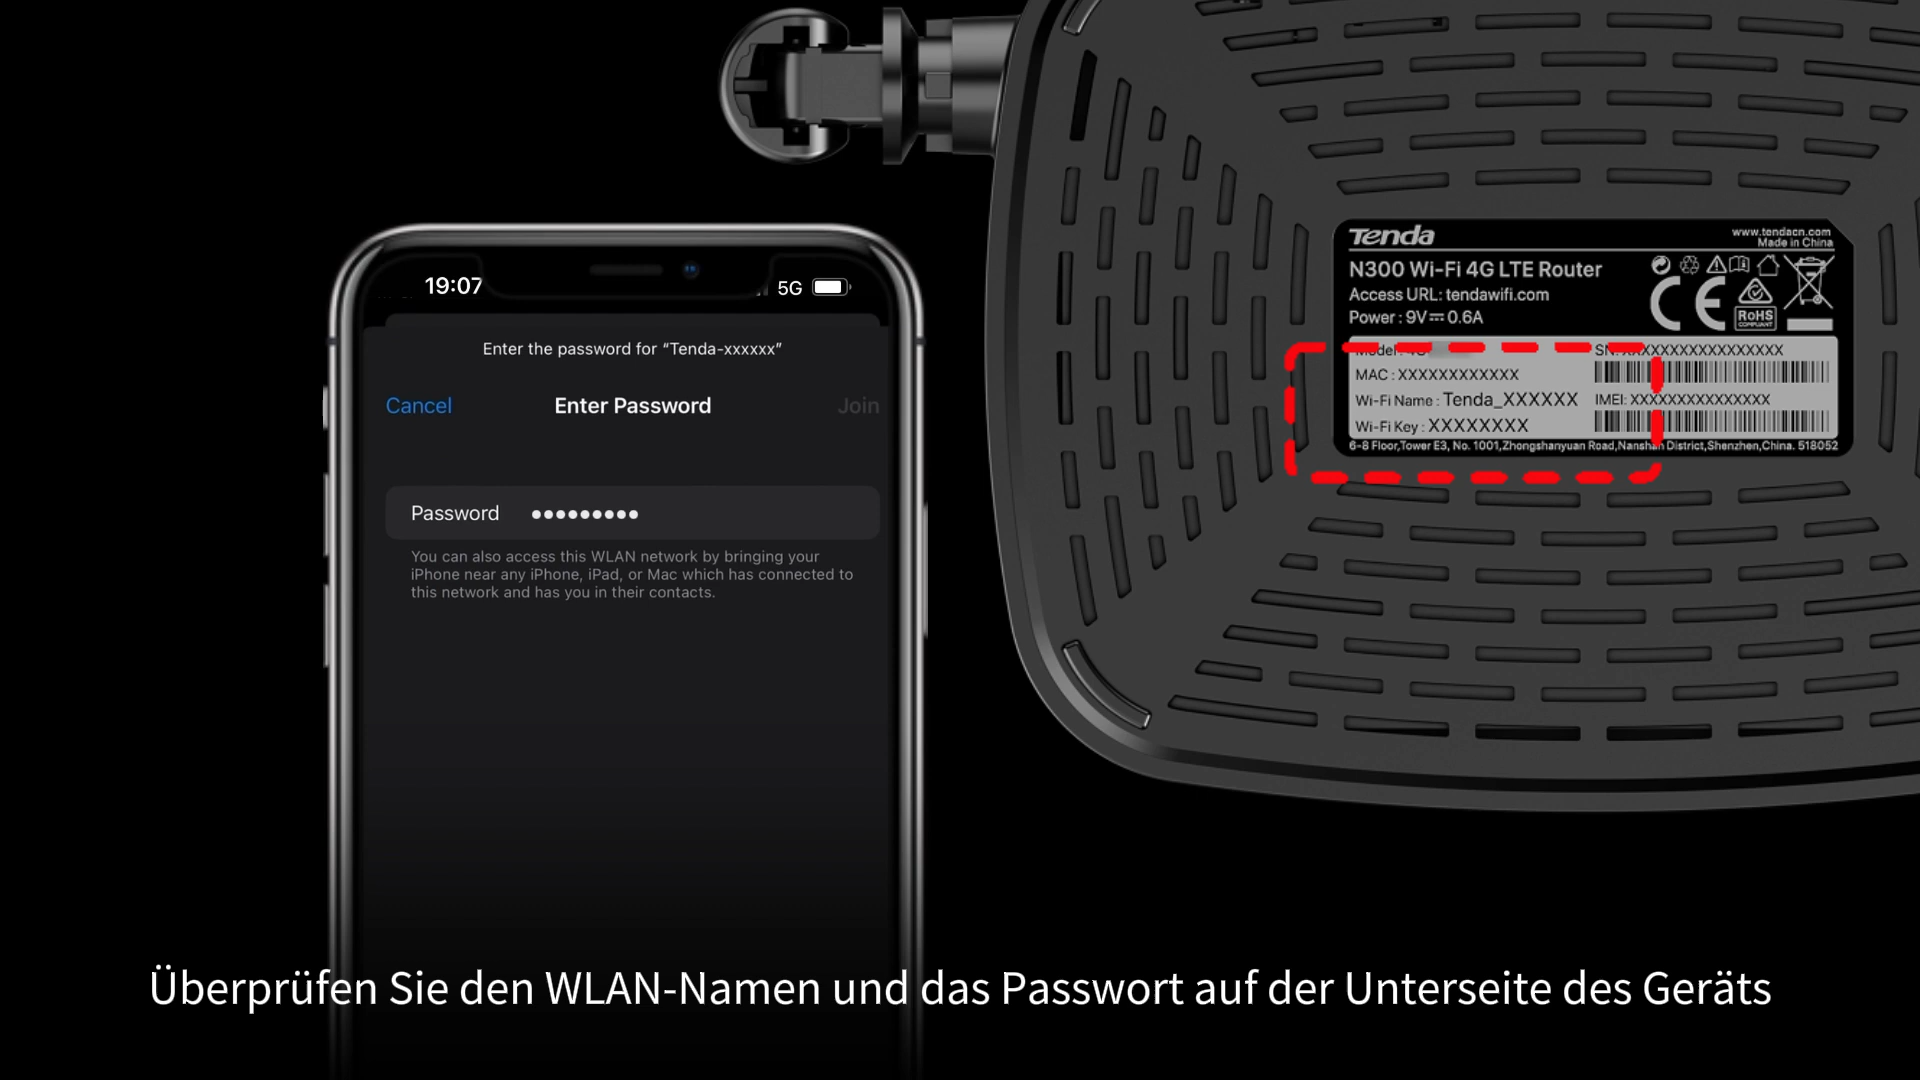 19:07
5G
Enter the password for “Tenda-xxxxxx”
Cancel
Enter Password
Join
Password
You can also access this WLAN network by bringing your
iPhone near any iPhone, iPad, or Mac which has connected to
this network and has you in their contacts.
Tenda
www.tendacn.com
Made in China
N300 Wi-Fi 4G LTE Router
Access URL: tendawifi.com
Power : 9V 0.6A
CE
RoHS
COMPLIANT
Model: 4G
SN: XXXXXXXXXXXXXXXXX
MAC : XXXXXXXXXXXX
Wi-Fi Name : Tenda_XXXXXX
IMEI: XXXXXXXXXXXXXXX
Wi-Fi Key : XXXXXXXX
6-8 Floor,Tower E3, No. 1001,Zhongshanyuan Road,Nanshan District,Shenzhen,China. 518052
Überprüfen Sie den WLAN-Namen und das Passwort auf der Unterseite des Geräts